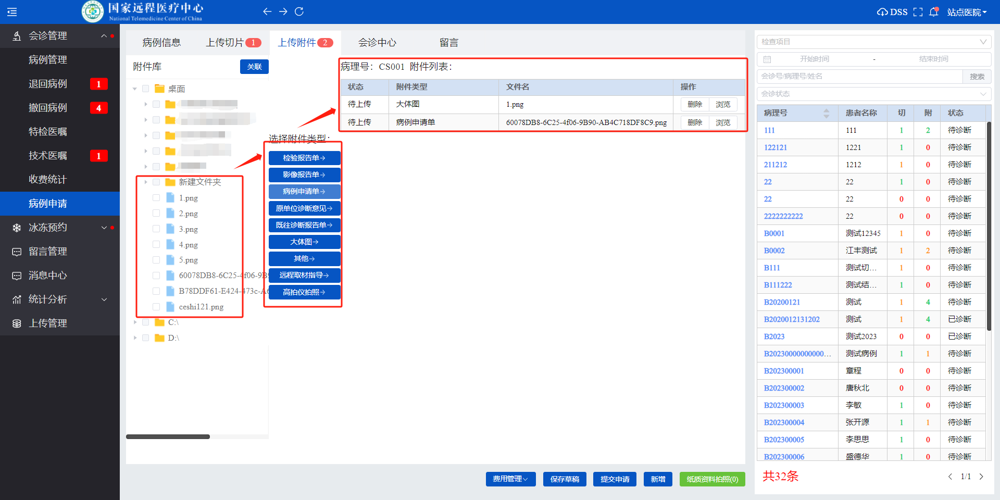 国家远程医疗中心
National Telemedicine Center of China
DSS
站点医院
会诊管理
病例管理
退回病例 1
撤回病例 4
特检医嘱
技术医嘱 1
收费统计
病例申请
冰冻预约
留言管理
消息中心
统计分析
上传管理
病例信息 上传切片 1 上传附件 2 会诊中心 留言
附件库 关联
桌面
新建文件夹
1.png
2.png
3.png
4.png
5.png
60078DB8-6C25-4f06-9B9
B78DDF61-E424-473c-A6
ceshi121.png
C:\
D:\
选择附件类型：
检验报告单→
影像报告单→
病例申请单→
原单位诊断意见→
既往诊断报告单→
大体图→
其他→
远程取材指导→
高拍仪拍照→
病理号：CS001 附件列表：
状态 附件类型 文件名 操作
待上传 大体图 1.png 删除 浏览
待上传 病例申请单 60078DB8-6C25-4f06-9B90-AB4C718DF8C9.png 删除 浏览
费用管理 保存草稿 提交申请 新增 纸质资料拍照(0)
检查项目
开始时间 - 结束时间
会诊号/病理号/姓名 搜索
会诊状态
病理号 患者名称 切 附 状态
111 111 1 2 待诊断
122121 1221 1 0 待诊断
211212 1212 1 0 待诊断
22 22 1 0 待诊断
22 22 0 0 待诊断
2222222222 22 0 0 待诊断
B0001 测试12345 1 0 待诊断
B0002 江丰测试 1 2 待诊断
B111 测试切… 1 0 待诊断
B111222 测试结… 1 0 待诊断
B20200121 测试 1 4 待诊断
B2020012131202 测试 1 4 已诊断
B2023 测试2023 0 0 已诊断
B20230000000000… 测试病例 1 1 待诊断
B202300001 章程 0 0 待诊断
B202300002 唐秋北 0 0 待诊断
B202300003 李敏 1 0 待诊断
B202300004 张开源 1 1 待诊断
B202300005 李思思 1 0 待诊断
B202300006 盛德华 1 0 待诊断
共32条 1/1